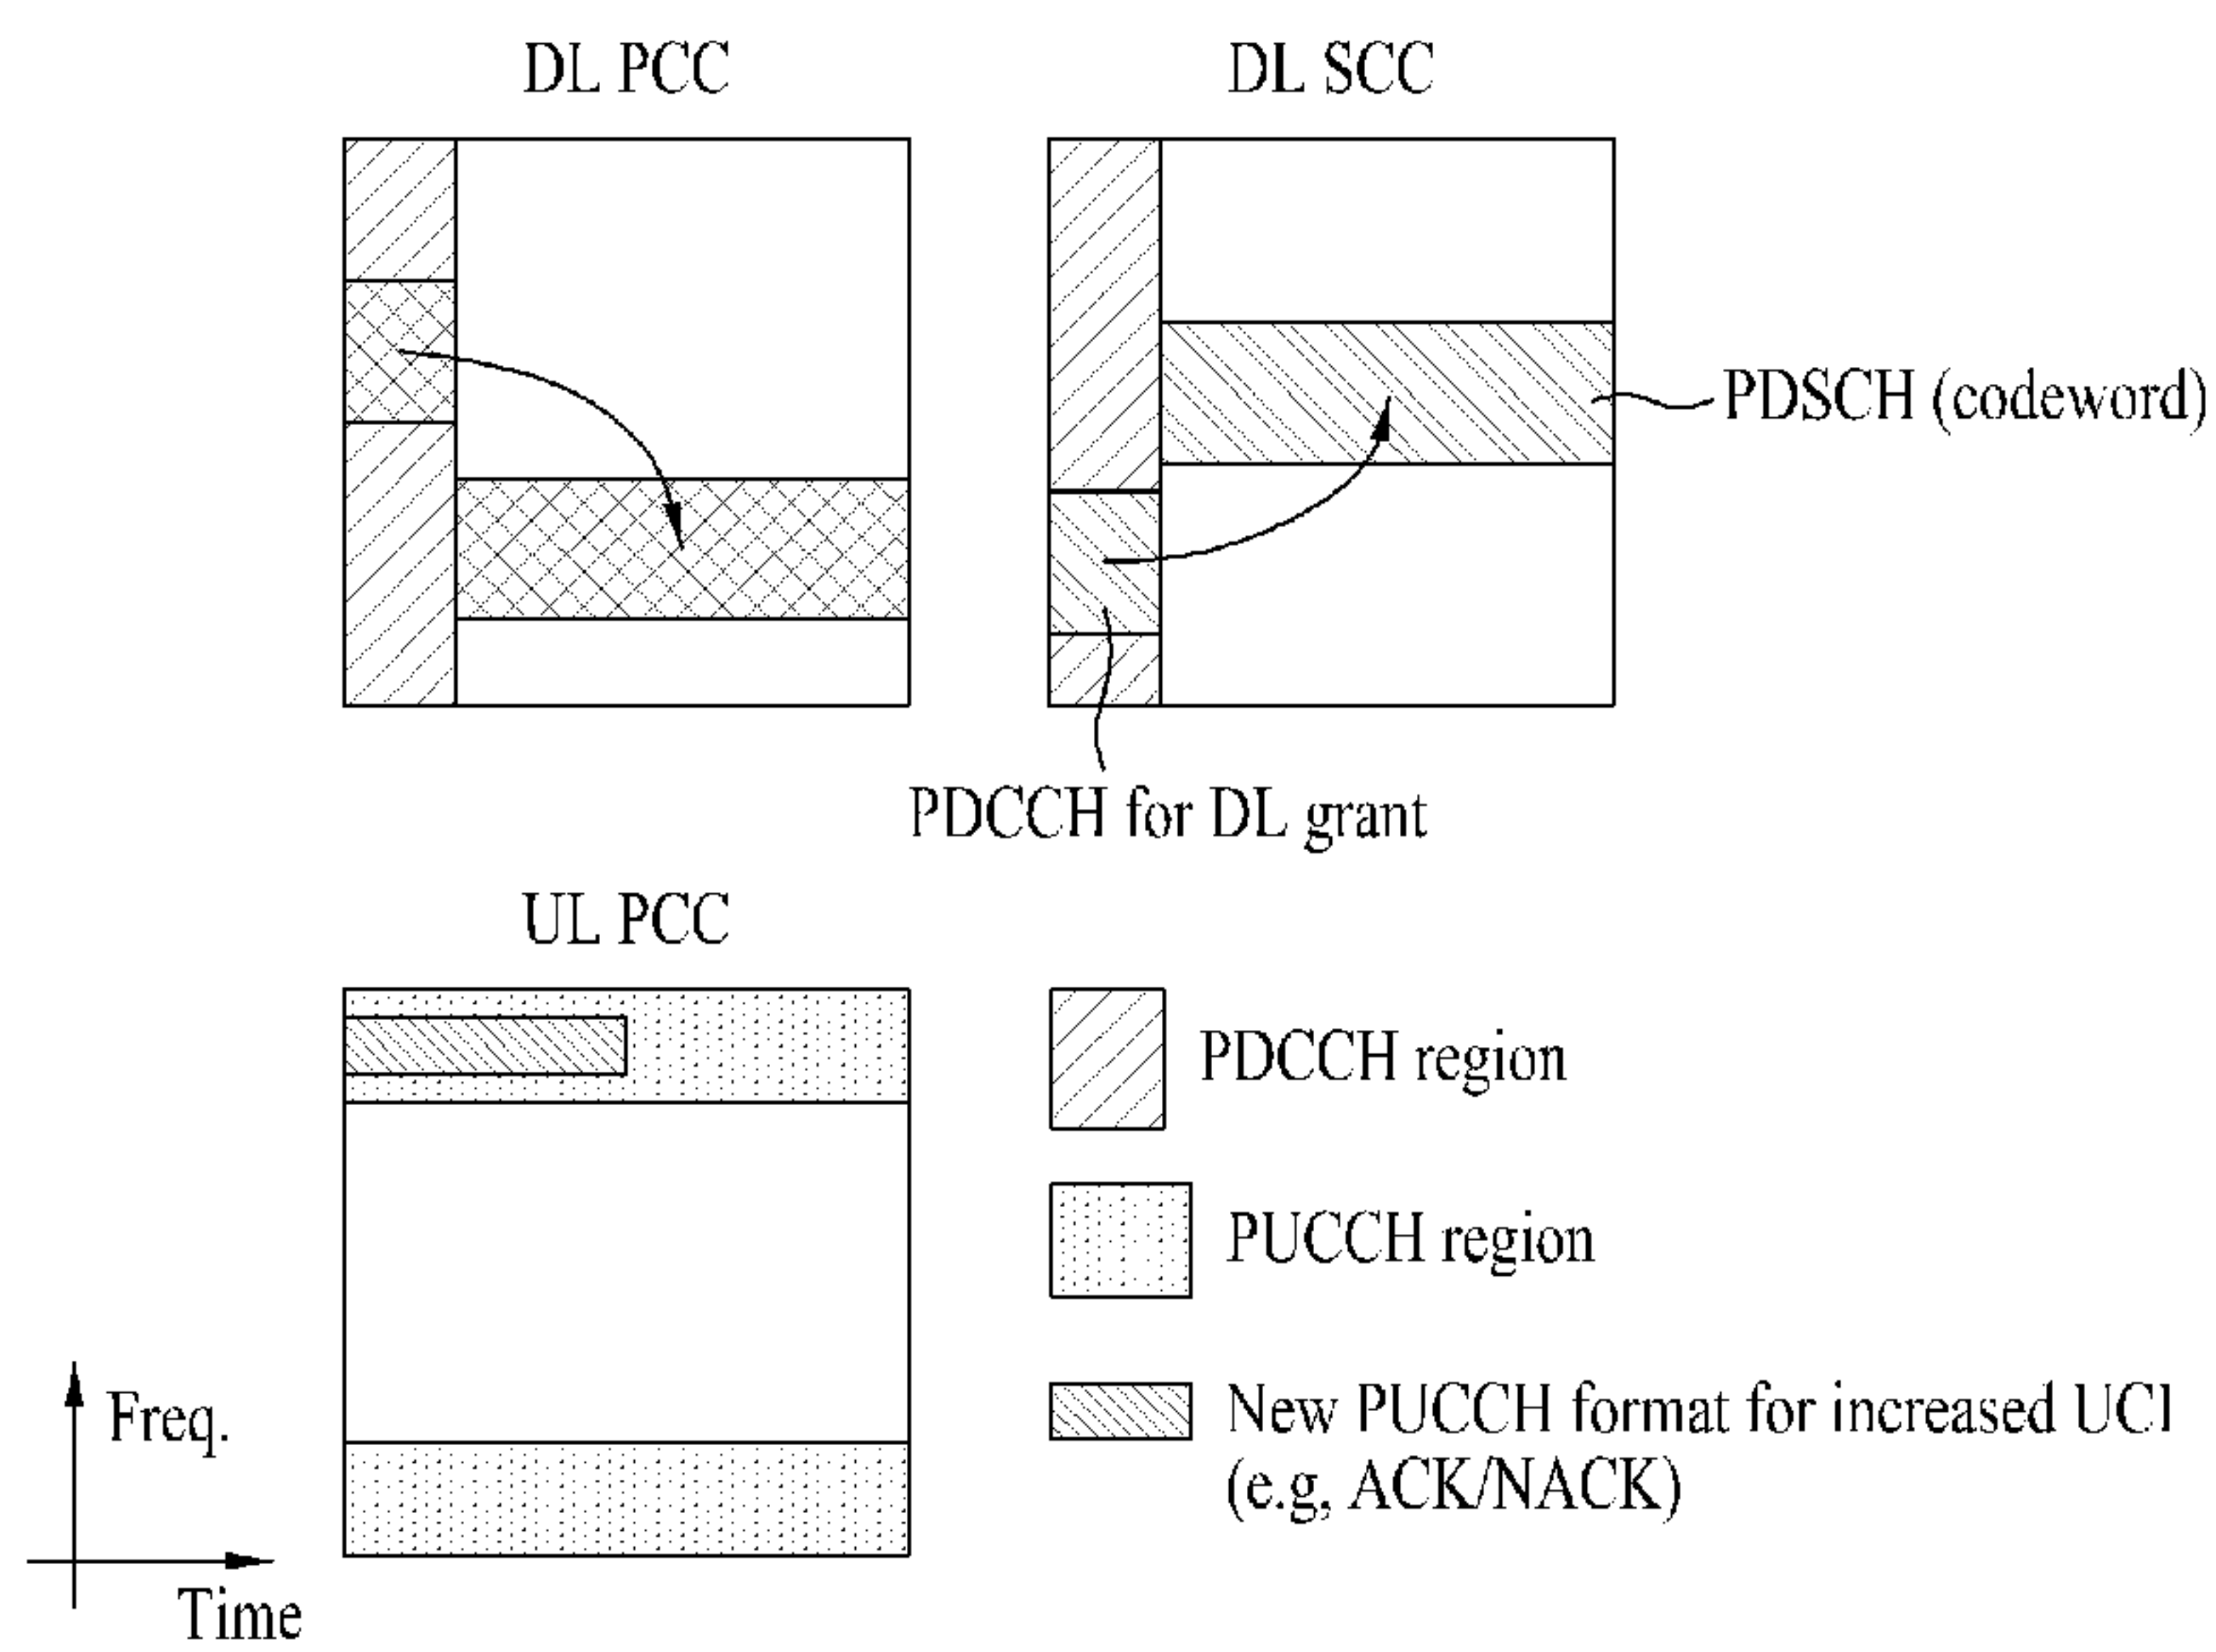 DL PCC
DL SCC
PDSCH (codeword)
PDCCH for DL grant
UL PCC
PDCCH region
PUCCH region
New PUCCH format for increased UCI
(e.g, ACK/NACK)
Freq.
Time